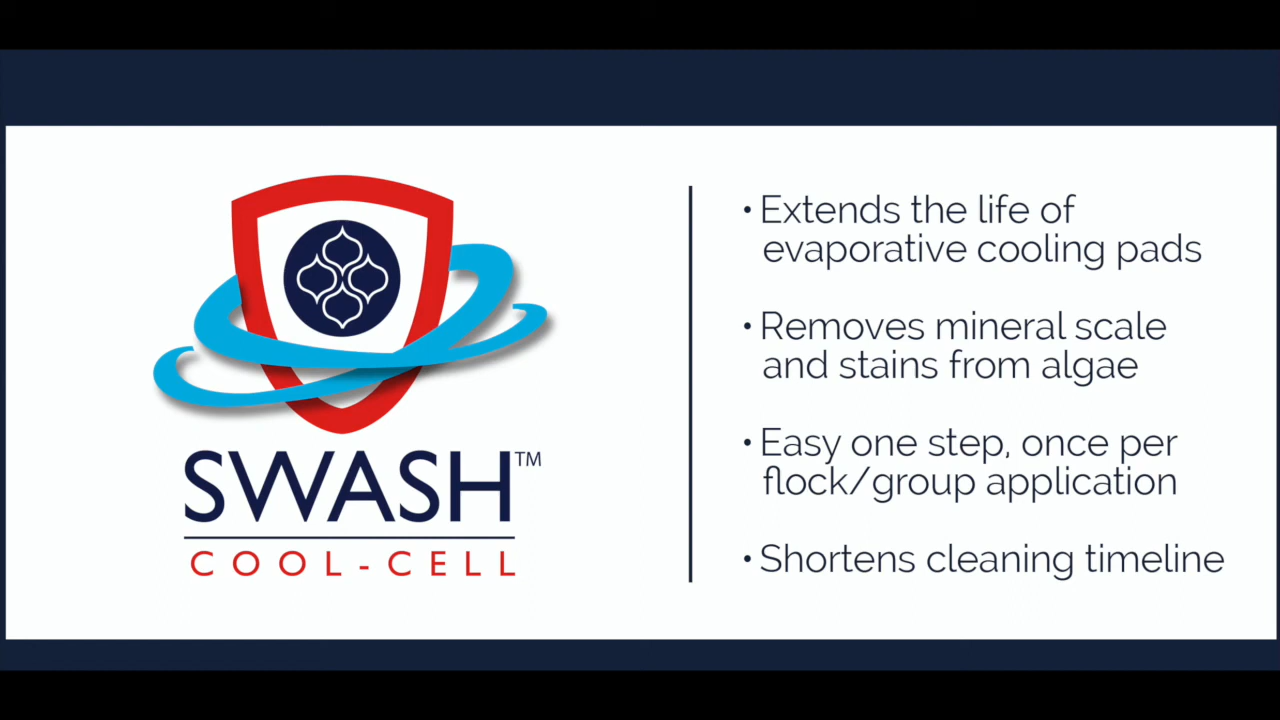 SWASH™
COOL-CELL
• Extends the life of
evaporative cooling pads
• Removes mineral scale
and stains from algae
• Easy one step, once per
flock/group application
• Shortens cleaning timeline